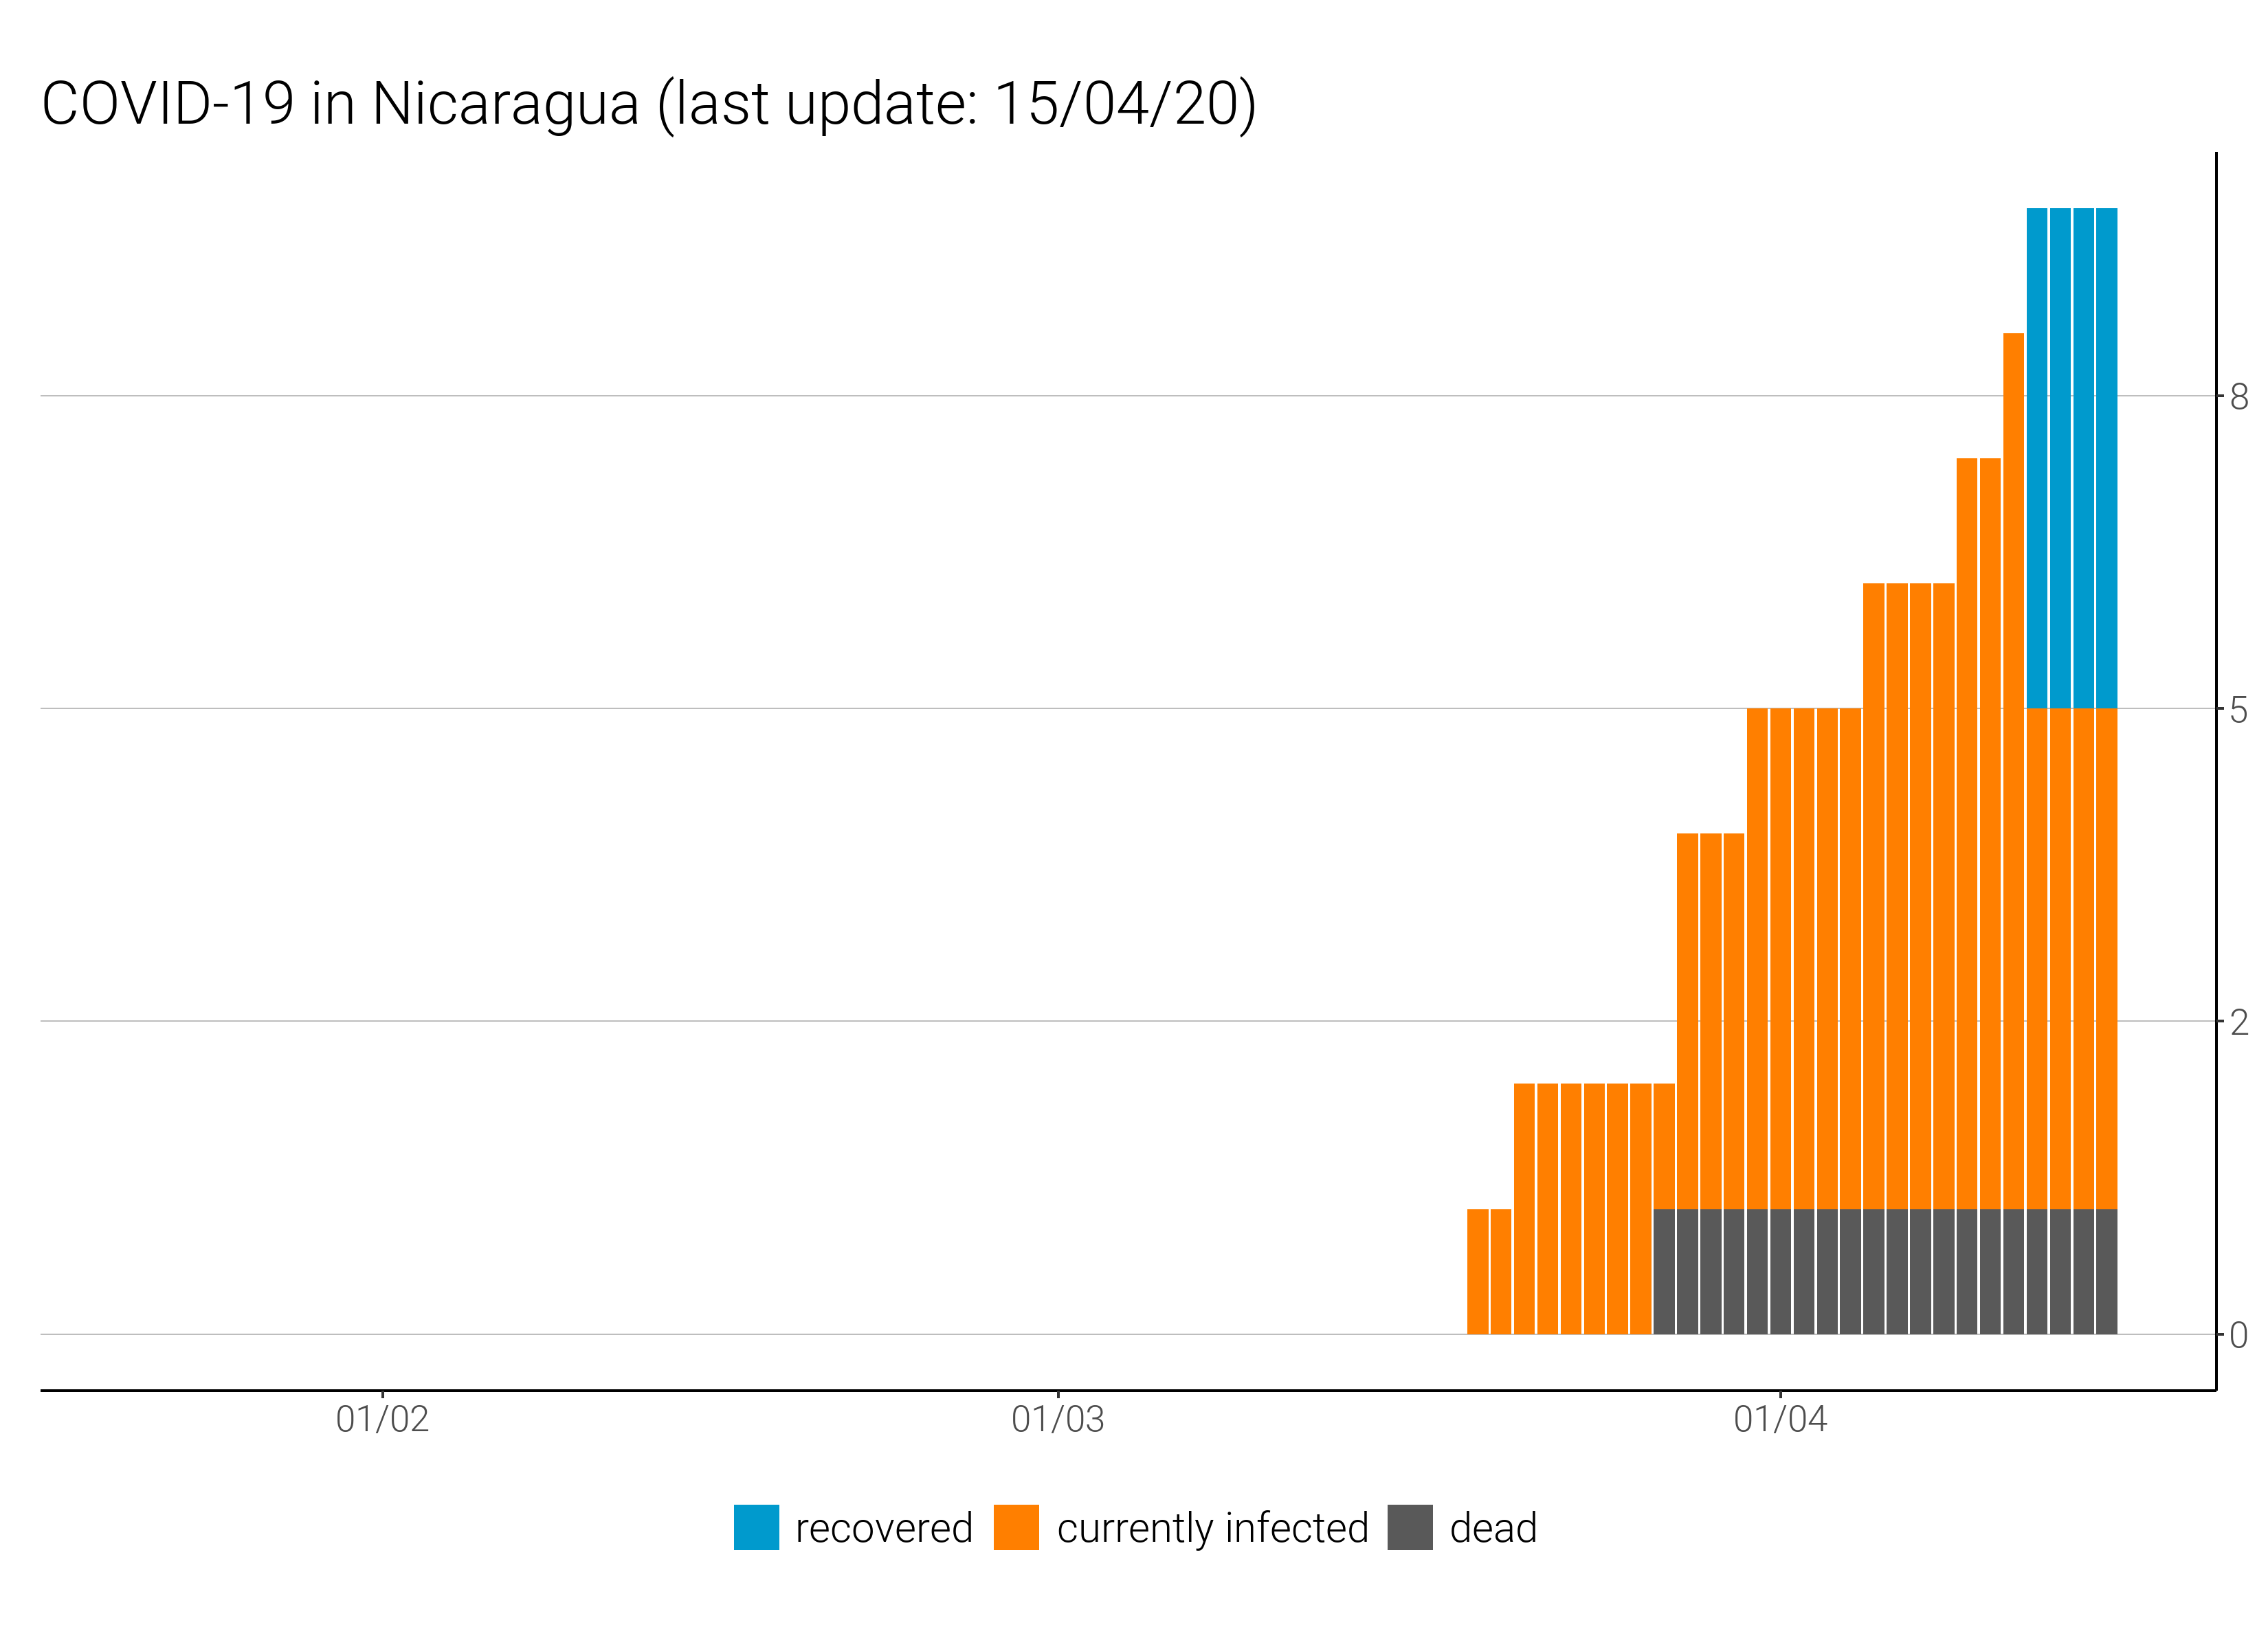 COVID-19 in Nicaragua (last update: 15/04/20)
8
5
2
0
01/02 01/03 01/04
recovered currently infected dead